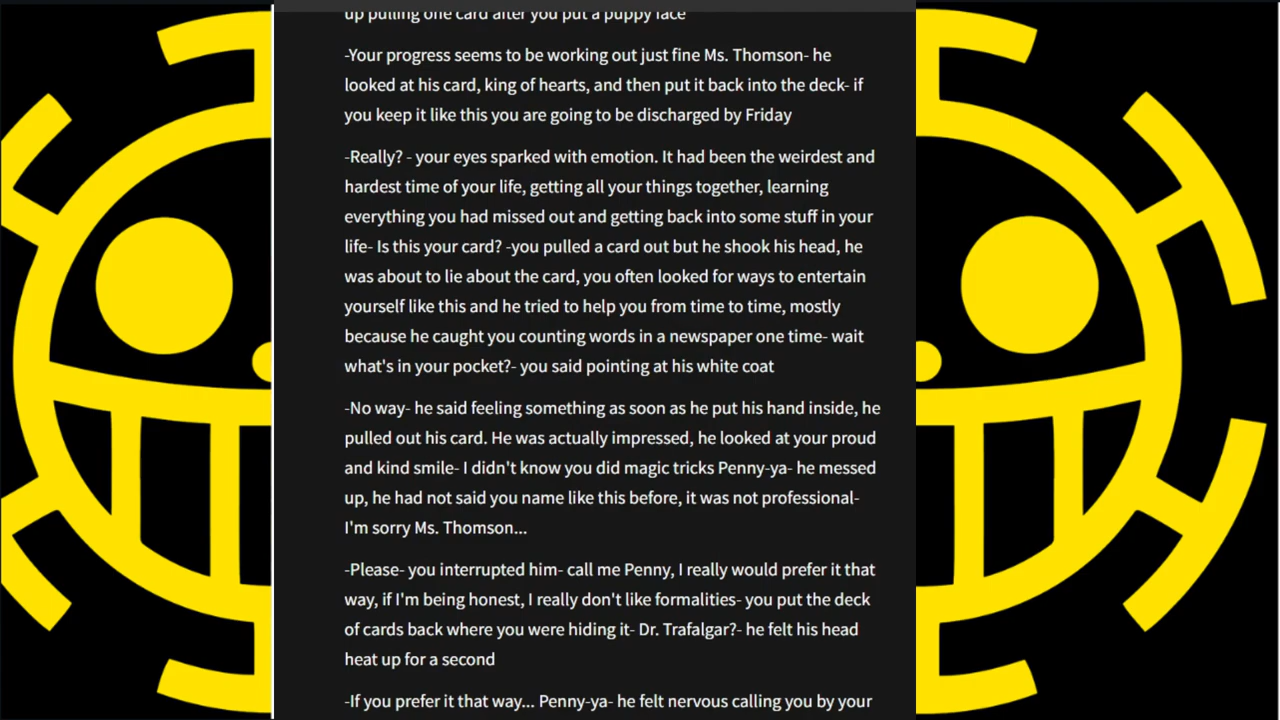 up pulling one card after you put a puppy face
-Your progress seems to be working out just fine Ms. Thomson- he
looked at his card, king of hearts, and then put it back into the deck- if
you keep it like this you are going to be discharged by Friday
-Really? - your eyes sparked with emotion. It had been the weirdest and
hardest time of your life, getting all your things together, learning
everything you had missed out and getting back into some stuff in your
life- Is this your card? -you pulled a card out but he shook his head, he
was about to lie about the card, you often looked for ways to entertain
yourself like this and he tried to help you from time to time, mostly
because he caught you counting words in a newspaper one time- wait
what's in your pocket?- you said pointing at his white coat
-No way- he said feeling something as soon as he put his hand inside, he
pulled out his card. He was actually impressed, he looked at your proud
and kind smile- I didn't know you did magic tricks Penny-ya- he messed
up, he had not said you name like this before, it was not professional-
I'm sorry Ms. Thomson...
-Please- you interrupted him- call me Penny, I really would prefer it that
way, if I'm being honest, I really don't like formalities- you put the deck
of cards back where you were hiding it- Dr. Trafalgar?- he felt his head
heat up for a second
-If you prefer it that way... Penny-ya- he felt nervous calling you by your